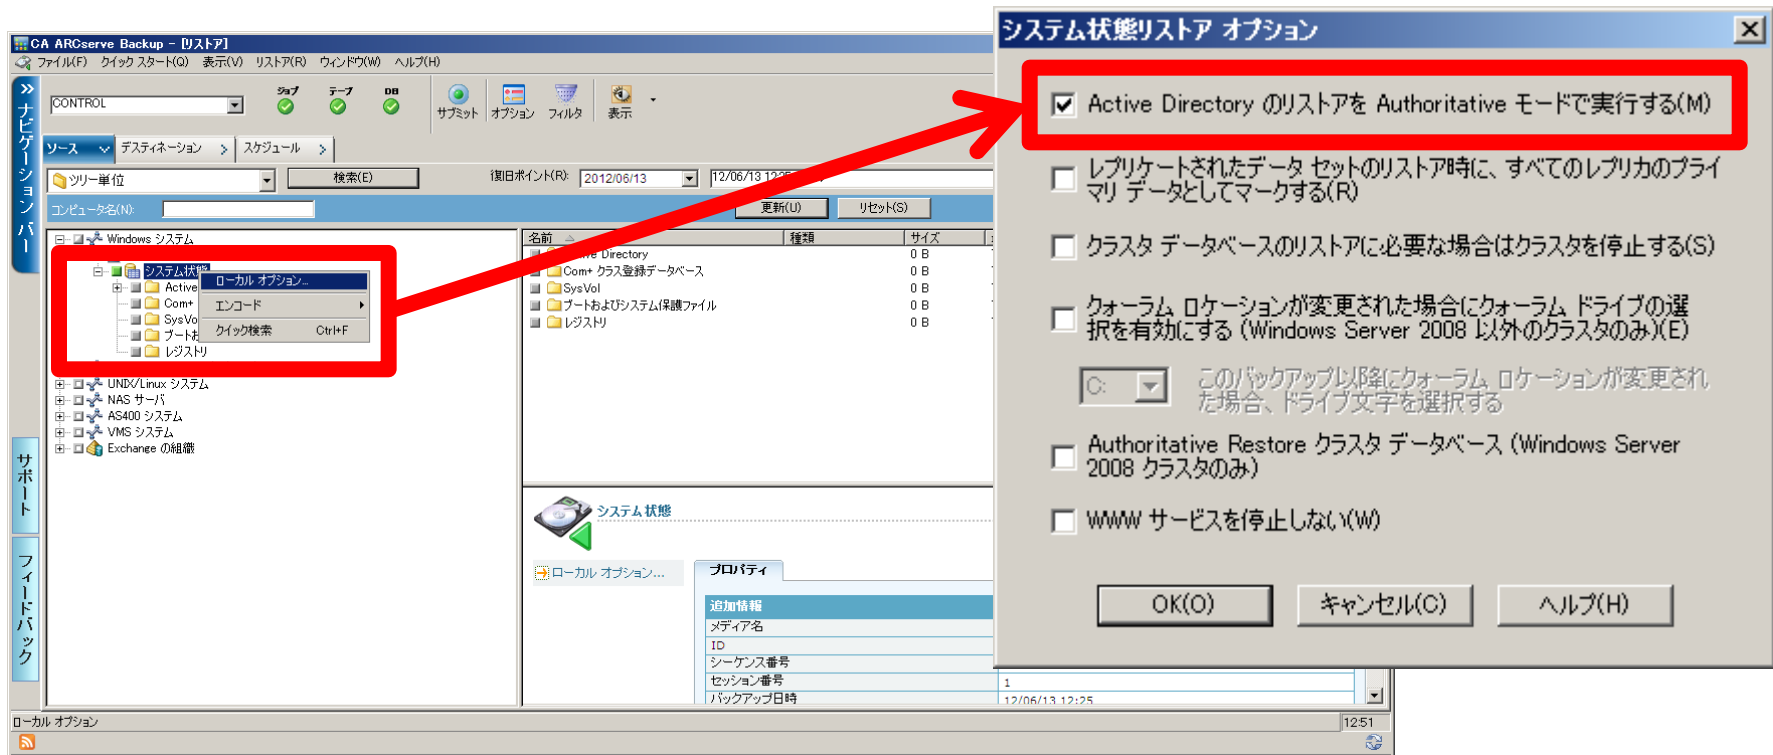 CA ARCserve Backup - [リストア]
ファイル(F) クイック スタート(Q) 表示(V) リストア(R) ウィンドウ(W) ヘルプ(H)
ナビゲーション バー
サポート
フィードバック
CONTROL
ジョブ テープ DB
サブミット オプション フィルタ 表示
ソース デスティネーション スケジュール
ツリー単位 検索(E) 復旧ポイント(R): 2012/06/13
コンピュータ名(N): 更新(U) リセット(S)
Windows システム
システム状態
Active
Com+
SysVo
レジストリ
ローカル オプション...
エンコード
クイック検索 Ctrl+F
UNIX/Linux システム
NAS サーバ
AS400 システム
VMS システム
Exchange の組織
名前 種類 サイズ
Directory 0 B
Com+ クラス登録データベース 0 B
SysVol 0 B
ブートおよびシステム保護ファイル 0 B
レジストリ 0 B
システム状態
ローカル オプション...
プロパティ
追加情報
メディア名
ID
シーケンス番号
セッション番号 1
バックアップ日時 12/06/13 12:25
ローカル オプション 12:51
システム状態リストア オプション
Active Directory のリストアを Authoritative モードで実行する(M)
レプリケートされたデータ セットのリストア時に、すべてのレプリカのプライ
マリ データとしてマークする(R)
クラスタ データベースのリストアに必要な場合はクラスタを停止する(S)
クォーラム ロケーションが変更された場合にクォーラム ドライブの選
択を有効にする (Windows Server 2008 以外のクラスタのみ)(E)
C: このバックアップ以降にクォーラム ロケーションが変更され
た場合、ドライブ文字を選択する
Authoritative Restore クラスタ データベース (Windows Server
2008 クラスタのみ)
WWW サービスを停止しない(W)
OK(O) キャンセル(C) ヘルプ(H)